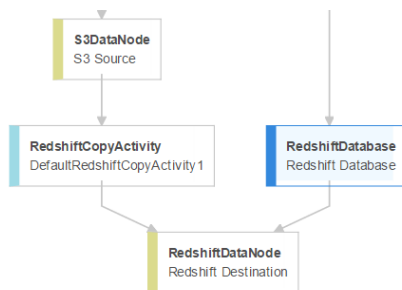 S3DataNode
S3 Source
RedshiftCopyActivity
DefaultRedshiftCopyActivity1
RedshiftDatabase
Redshift Database
RedshiftDataNode
Redshift Destination